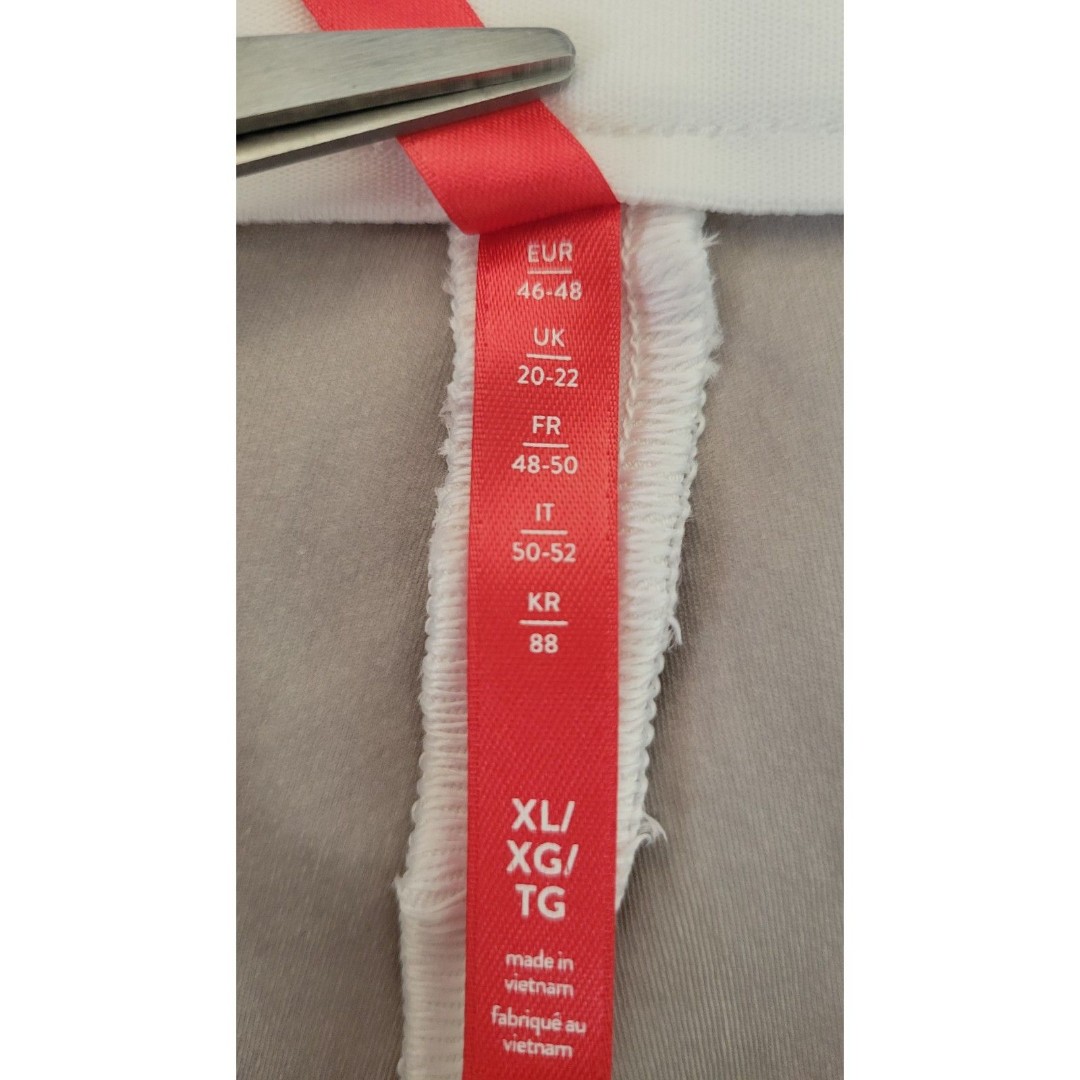 EUR
46-48
UK
20-22
FR
48-50
IT
50-52
KR
88
XL/
XG/
TG
made in
vietnam
fabriqué au
vietnam